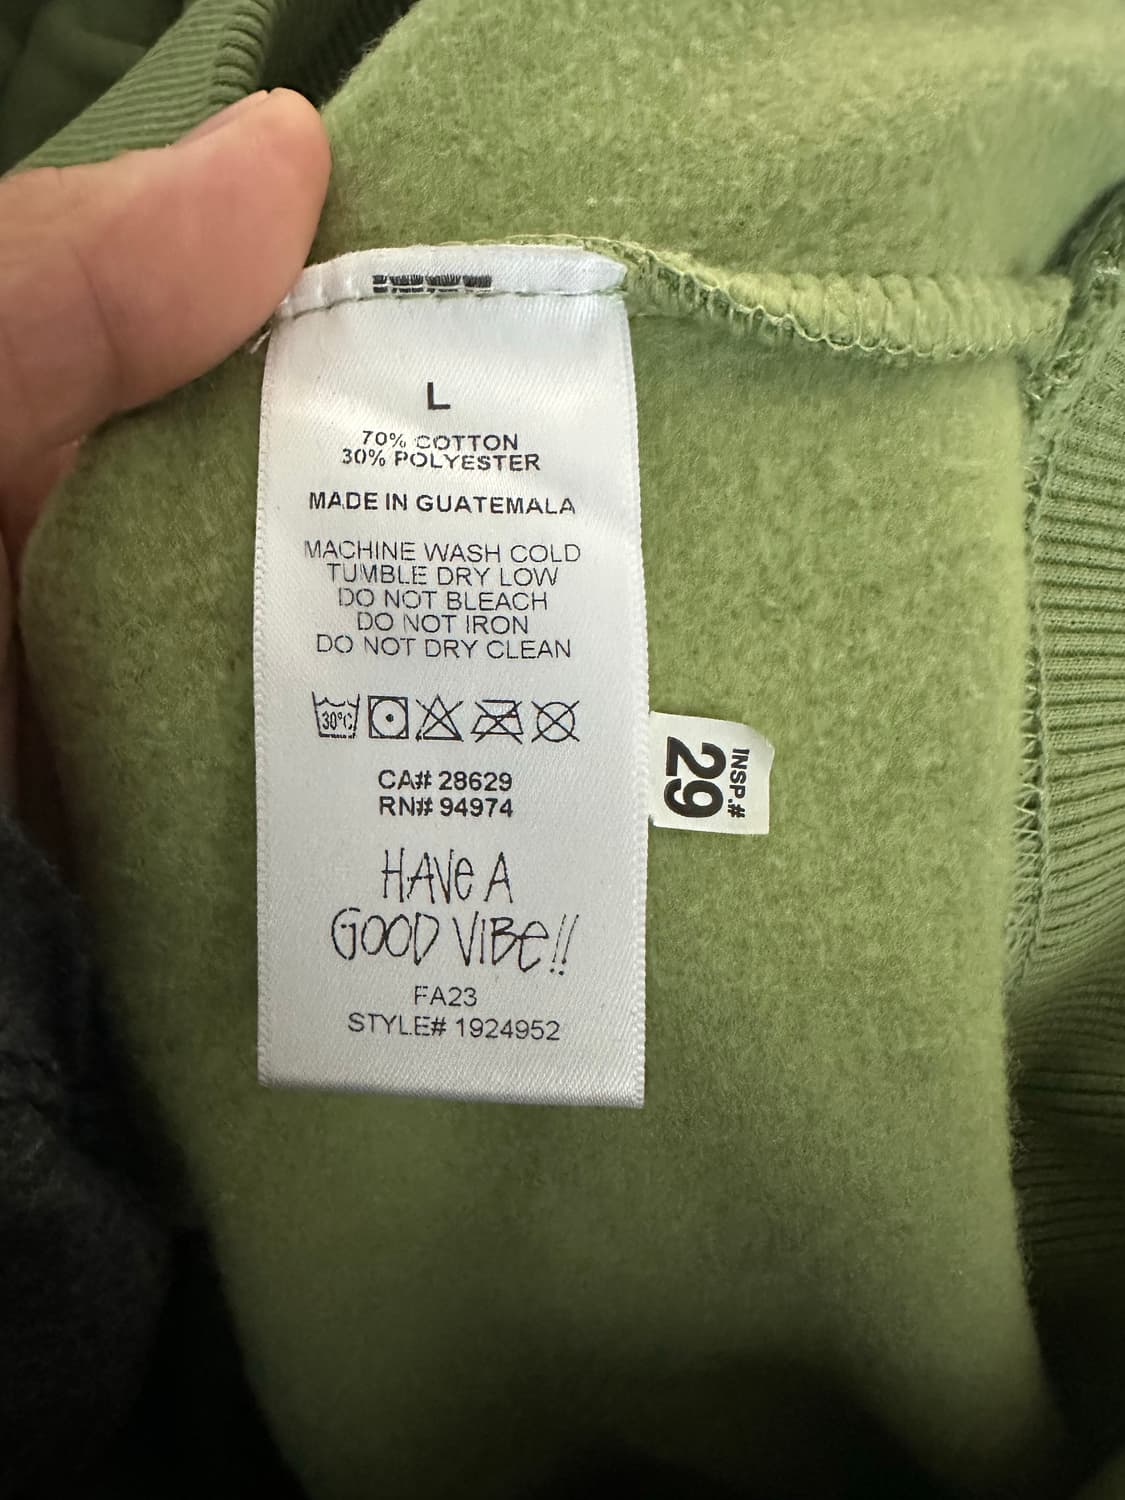 L
70% COTTON
30% POLYESTER
MADE IN GUATEMALA
MACHINE WASH COLD
TUMBLE DRY LOW
DO NOT BLEACH
DO NOT IRON
DO NOT DRY CLEAN
30°C
CA# 28629
RN# 94974
HAVE A
GOOD VIBE!!
FA23
STYLE# 1924952
INSP.#
29